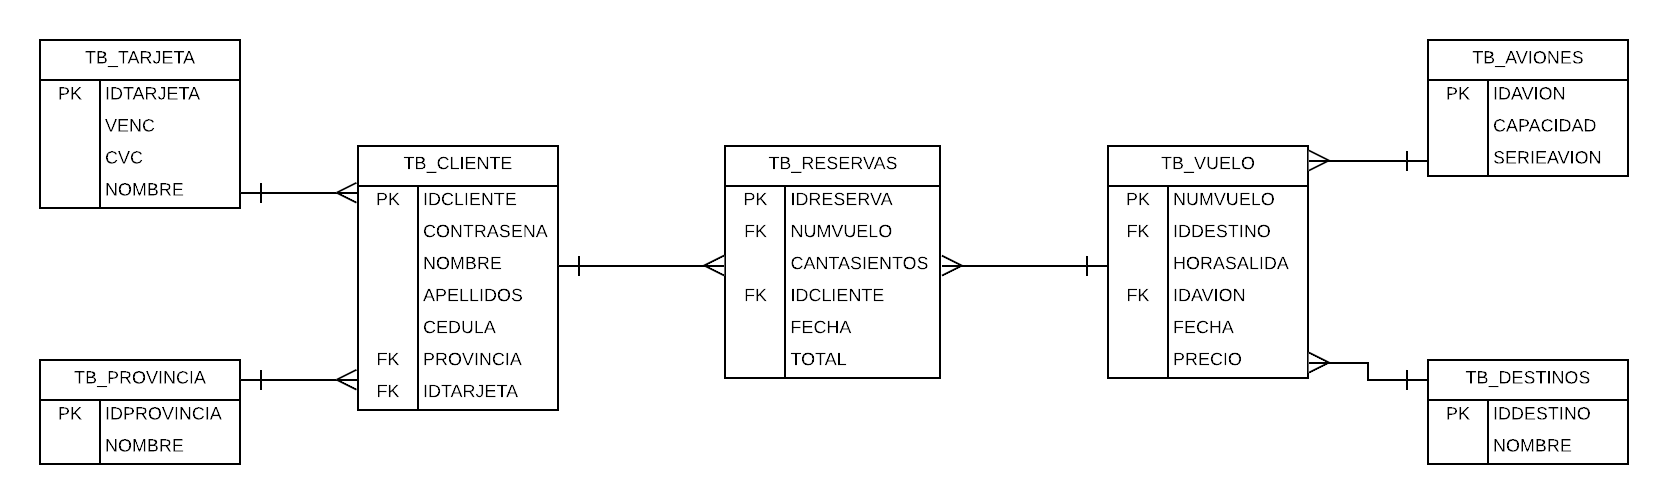 TB_TARJETA
PK IDTARJETA
VENC
CVC
NOMBRE
TB_PROVINCIA
PK IDPROVINCIA
NOMBRE
TB_CLIENTE
PK IDCLIENTE
CONTRASENA
NOMBRE
APELLIDOS
CEDULA
FK PROVINCIA
FK IDTARJETA
TB_RESERVAS
PK IDRESERVA
FK NUMVUELO
CANTASIENTOS
FK IDCLIENTE
FECHA
TOTAL
TB_VUELO
PK NUMVUELO
FK IDDESTINO
HORASALIDA
FK IDAVION
FECHA
PRECIO
TB_AVIONES
PK IDAVION
CAPACIDAD
SERIEAVION
TB_DESTINOS
PK IDDESTINO
NOMBRE